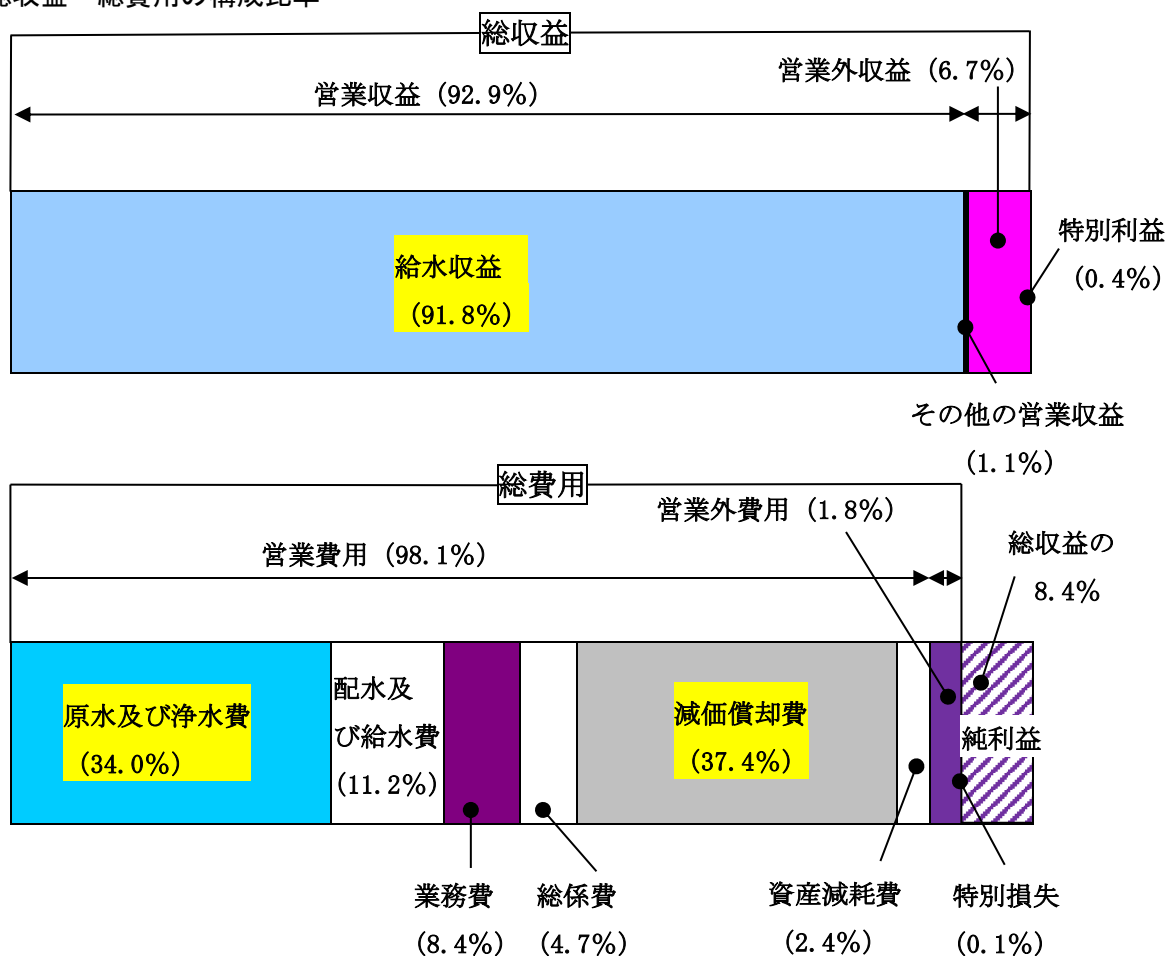 総収益
営業外収益(6.7%)
営業収益(92.9%)
給水収益
(91.8%)
特別利益
(0.4%)
その他の営業収益
(1.1%)
総費用
営業外費用(1.8%)
営業費用(98.1%)
総収益の
8.4%
原水及び浄水費
(34.0%)
配水及
び給水費
(11.2%)
減価償却費
(37.4%)
純利益
業務費
(8.4%)
総係費
(4.7%)
資産減耗費
(2.4%)
特別損失
(0.1%)